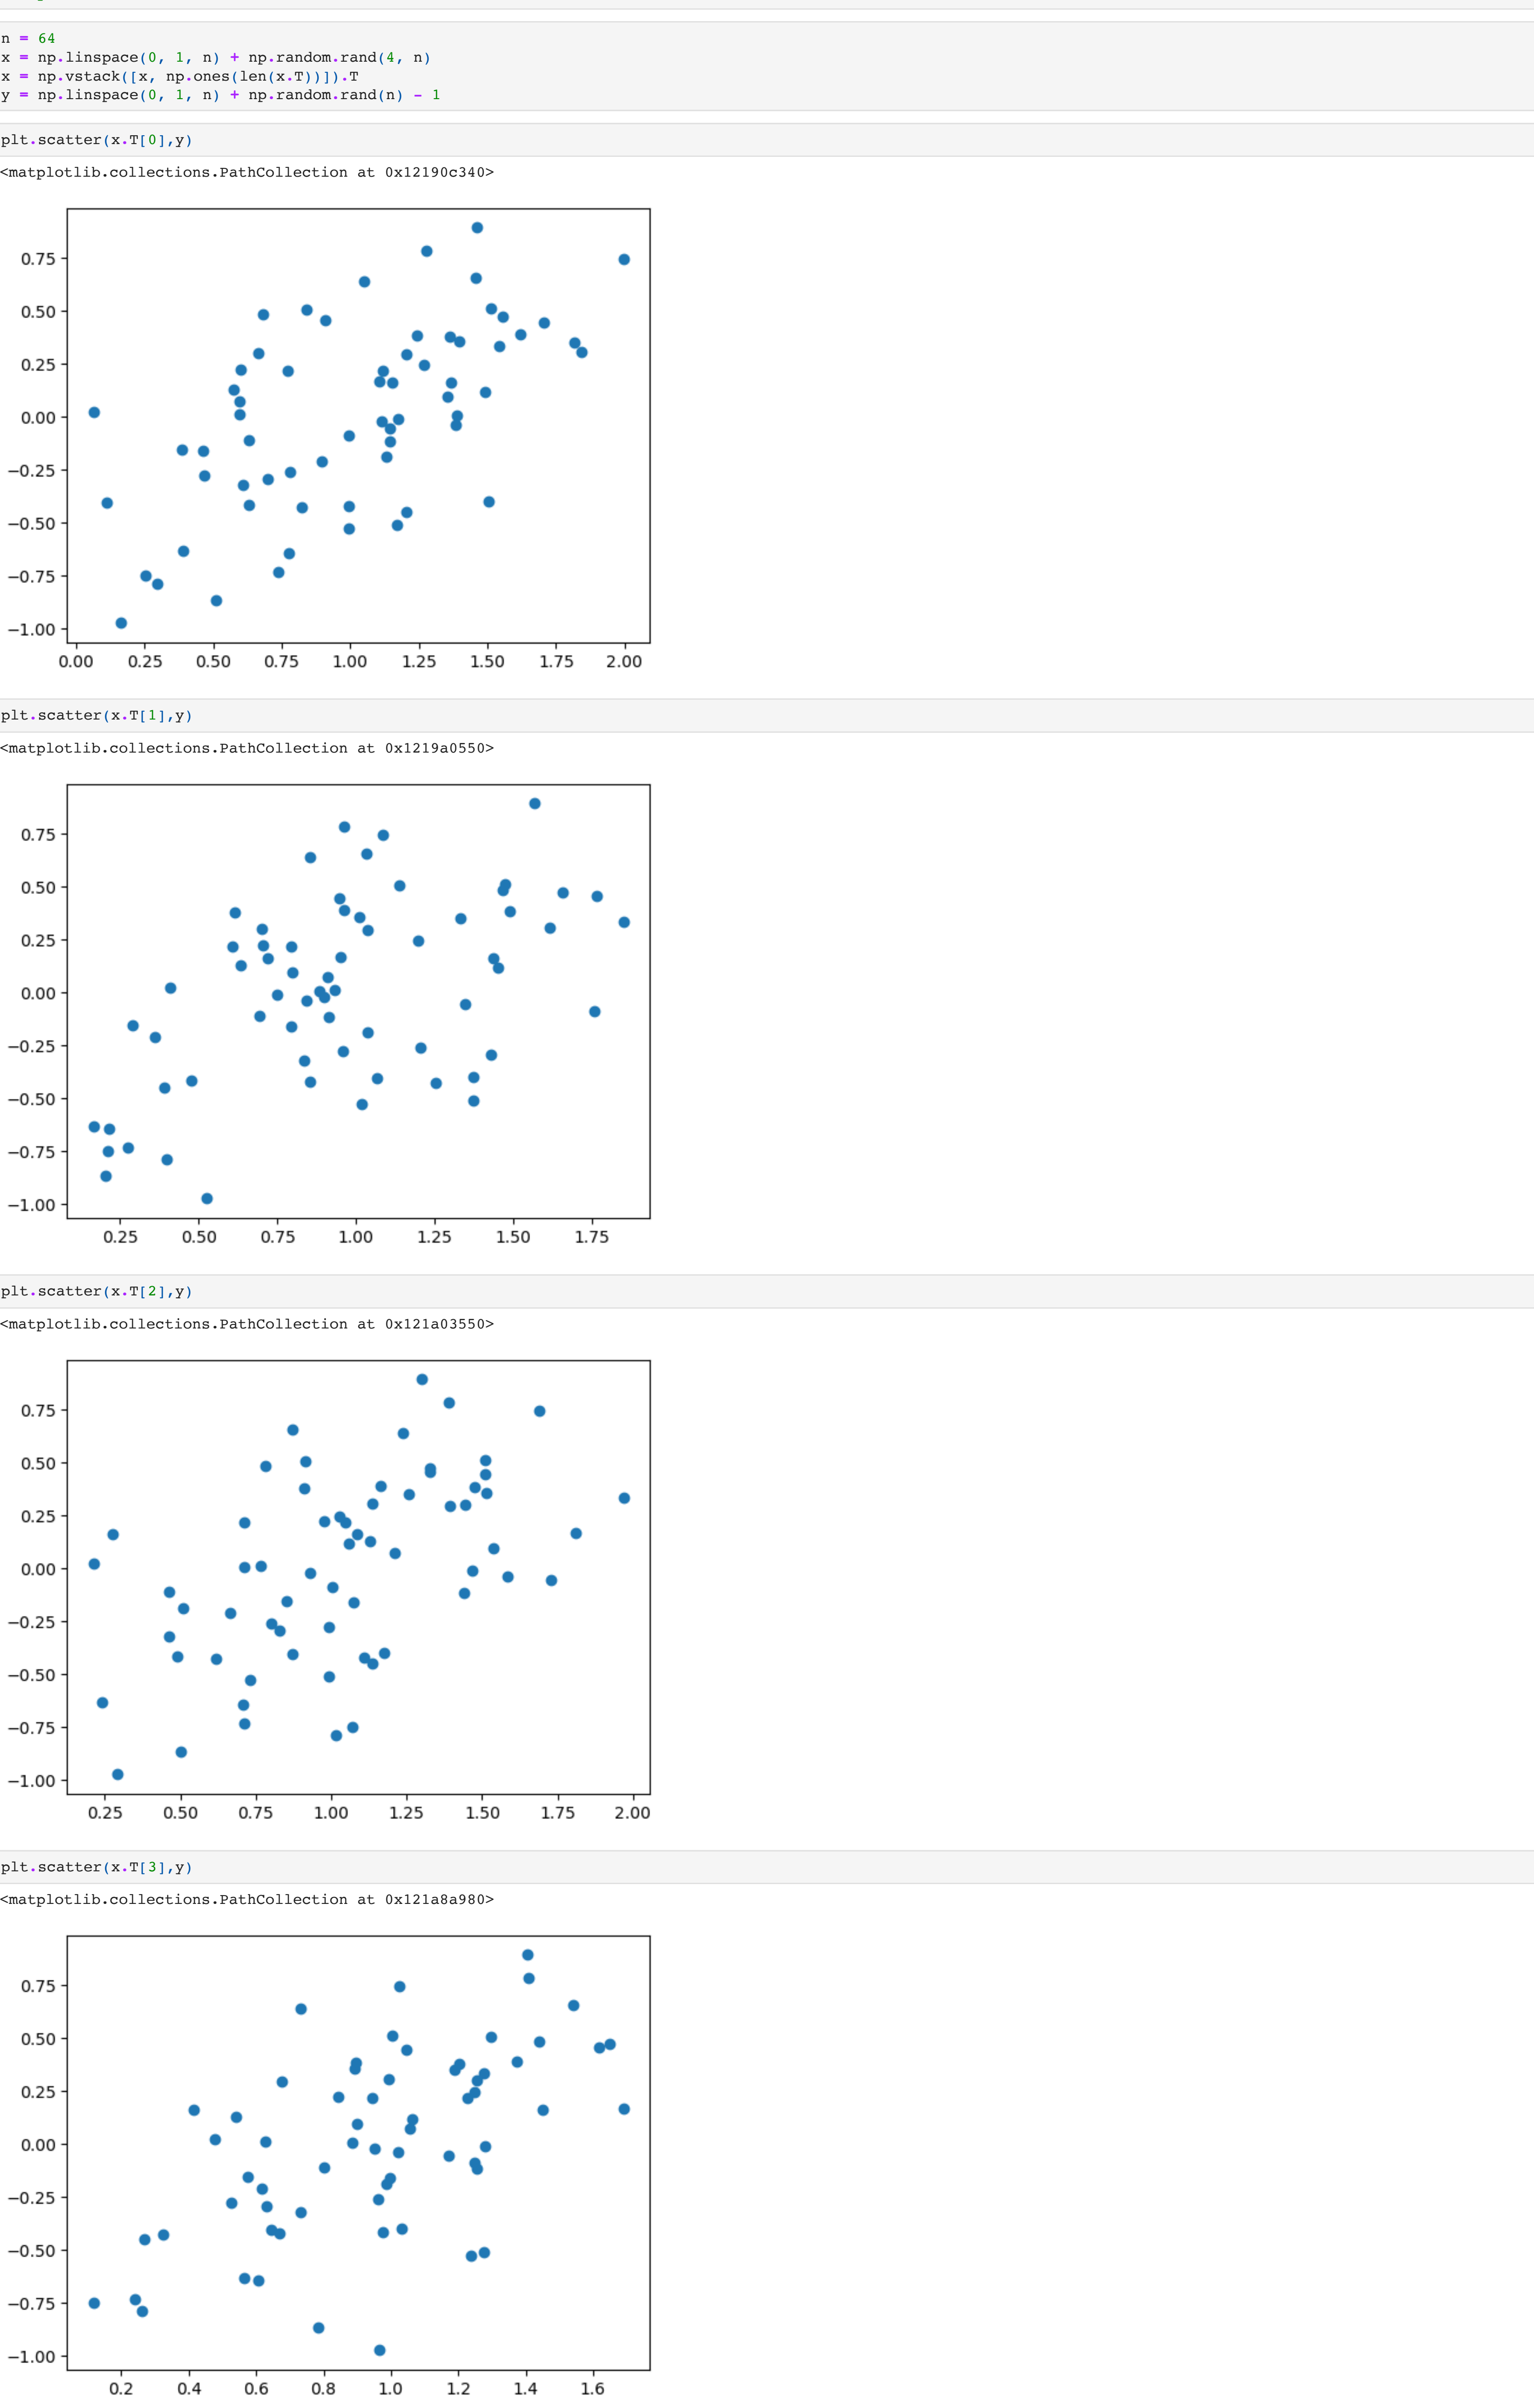 n = 64
x = np.linspace(0, 1, n) + np.random.rand(4, n)
x = np.vstack([x, np.ones(len(x.T))]).T
y = np.linspace(0, 1, n) + np.random.rand(n) - 1
plt.scatter(x.T[0],y)
<matplotlib.collections.PathCollection at 0x12190c340>
0.75
0.50
0.25
0.00
−0.25
−0.50
−0.75
−1.00
0.00 0.25 0.50 0.75 1.00 1.25 1.50 1.75 2.00
plt.scatter(x.T[1],y)
<matplotlib.collections.PathCollection at 0x1219a0550>
0.75
0.50
0.25
0.00
−0.25
−0.50
−0.75
−1.00
0.25 0.50 0.75 1.00 1.25 1.50 1.75
plt.scatter(x.T[2],y)
<matplotlib.collections.PathCollection at 0x121a03550>
0.75
0.50
0.25
0.00
−0.25
−0.50
−0.75
−1.00
0.25 0.50 0.75 1.00 1.25 1.50 1.75 2.00
plt.scatter(x.T[3],y)
<matplotlib.collections.PathCollection at 0x121a8a980>
0.75
0.50
0.25
0.00
−0.25
−0.50
−0.75
−1.00
0.2 0.4 0.6 0.8 1.0 1.2 1.4 1.6